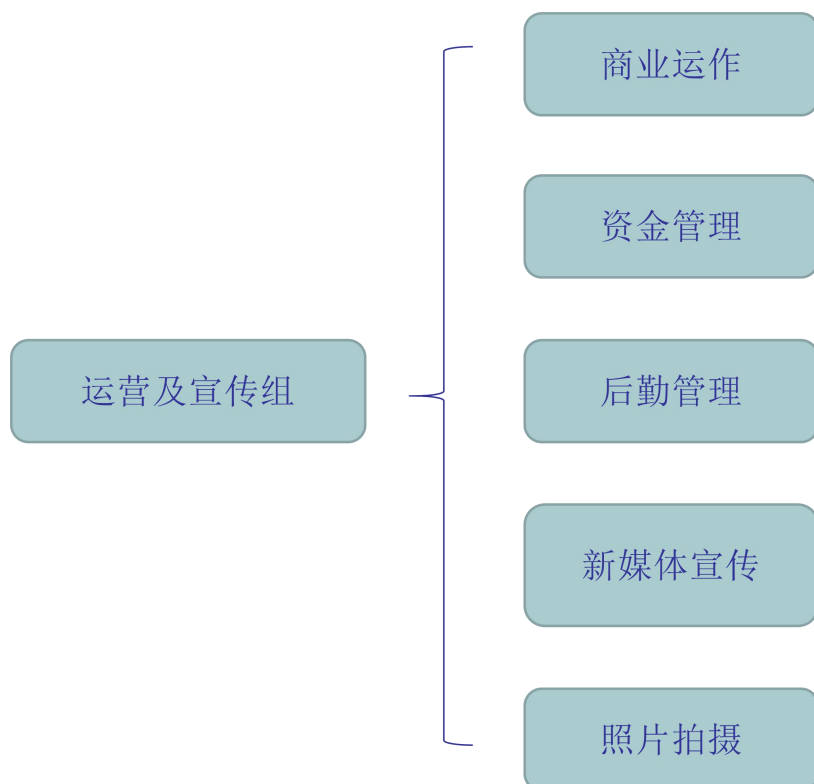 商业运作
资金管理
运营及宣传组
后勤管理
新媒体宣传
照片拍摄